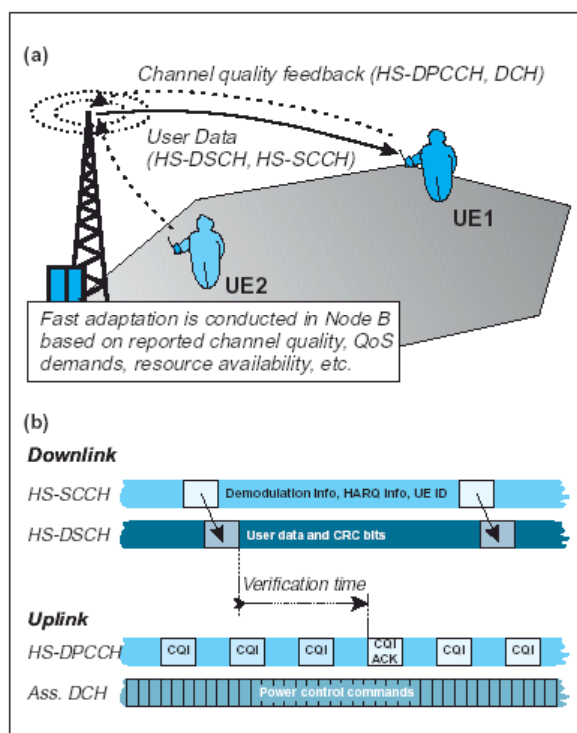 (a)
Channel quality feedback (HS-DPCCH, DCH)
User Data
(HS-DSCH, HS-SCCH)
UE1
UE2
Fast adaptation is conducted in Node B
based on reported channel quality, QoS
demands, resource availability, etc.
(b)
Downlink
HS-SCCH
Demodulation Info, HARQ Info, UE ID
HS-DSCH
User data and CRC bits
Verification time
Uplink
HS-DPCCH
CQI
CQI
CQI
CQI
ACK
CQI
CQI
Ass. DCH
Power control commands